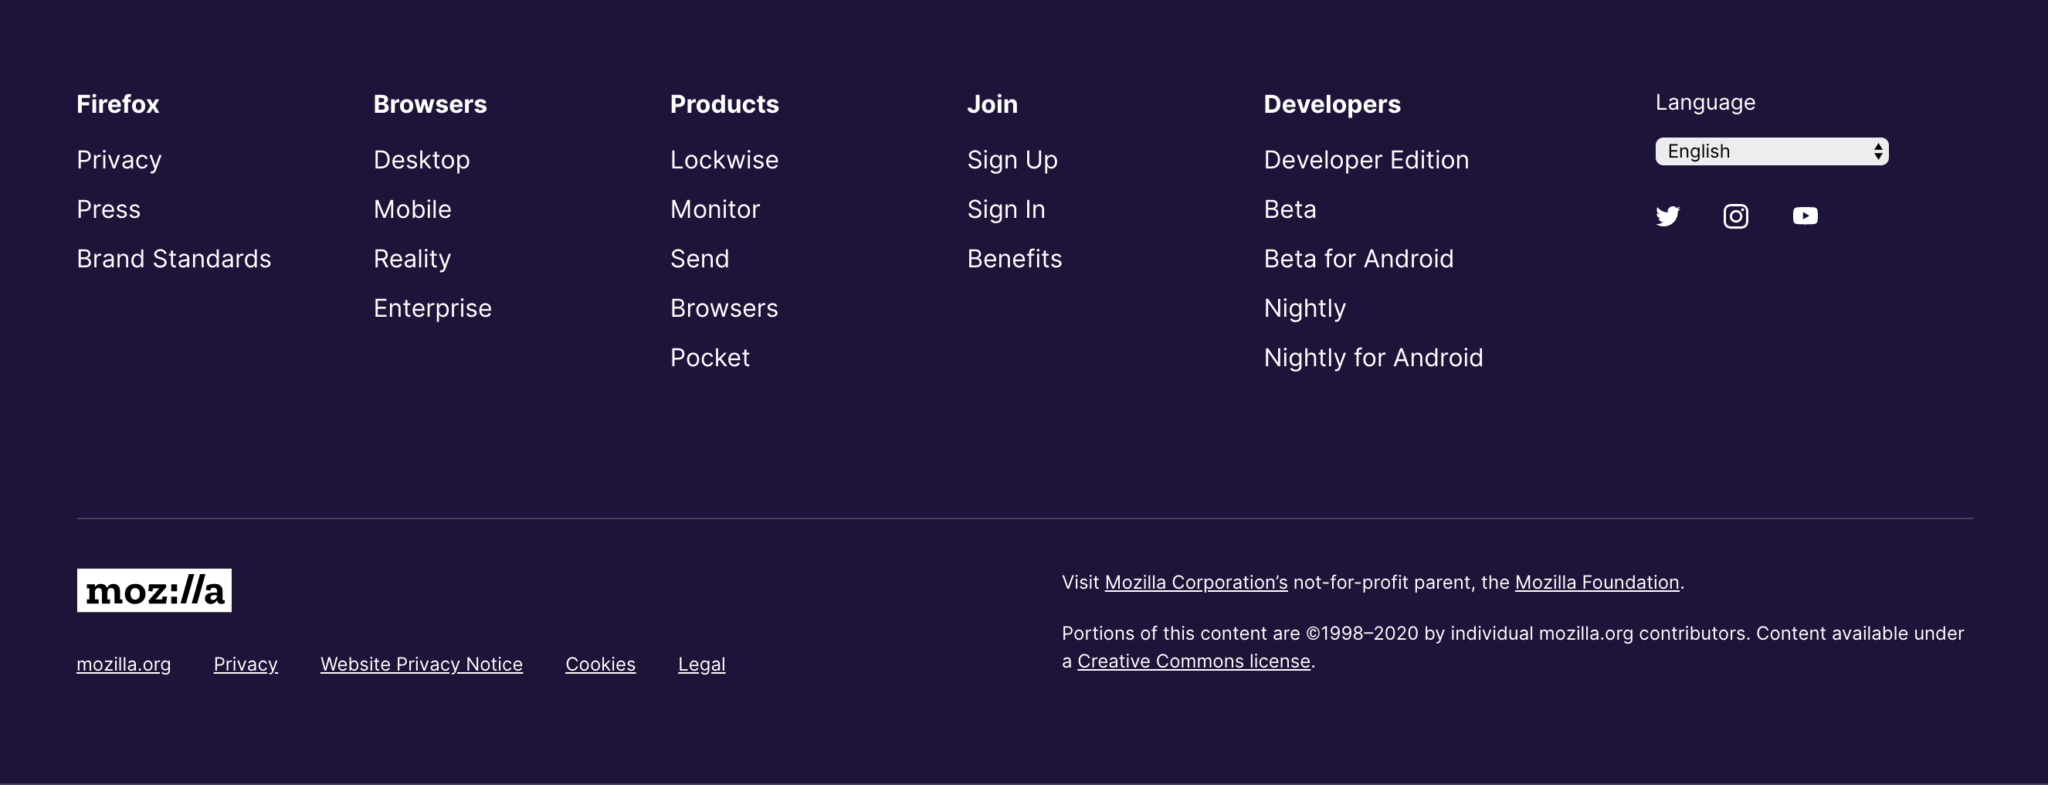 Firefox
Privacy
Press
Brand Standards
Browsers
Desktop
Mobile
Reality
Enterprise
Products
Lockwise
Monitor
Send
Browsers
Pocket
Join
Sign Up
Sign In
Benefits
Developers
Developer Edition
Beta
Beta for Android
Nightly
Nightly for Android
Language
English
moz://a
mozilla.org Privacy Website Privacy Notice Cookies Legal
Visit Mozilla Corporation’s not-for-profit parent, the Mozilla Foundation.
Portions of this content are ©1998–2020 by individual mozilla.org contributors. Content available under
a Creative Commons license.